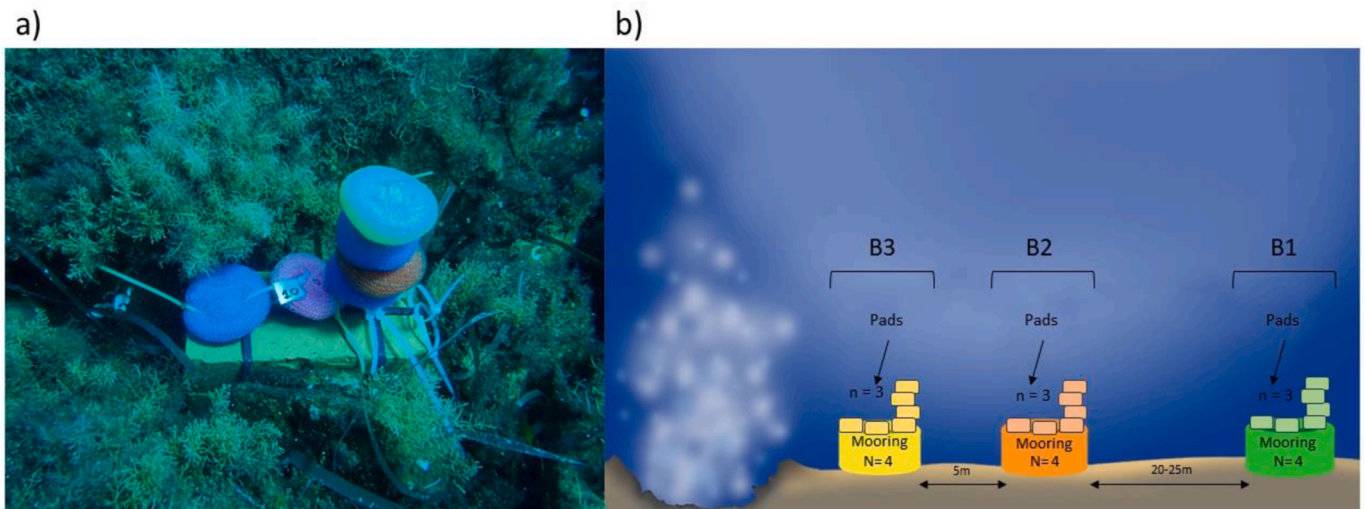 a)
b)
B3
B2
B1
Pads
Pads
Pads
n = 3
n = 3
n = 3
Mooring
N= 4
Mooring
N= 4
Mooring
N= 4
5m
20-25m